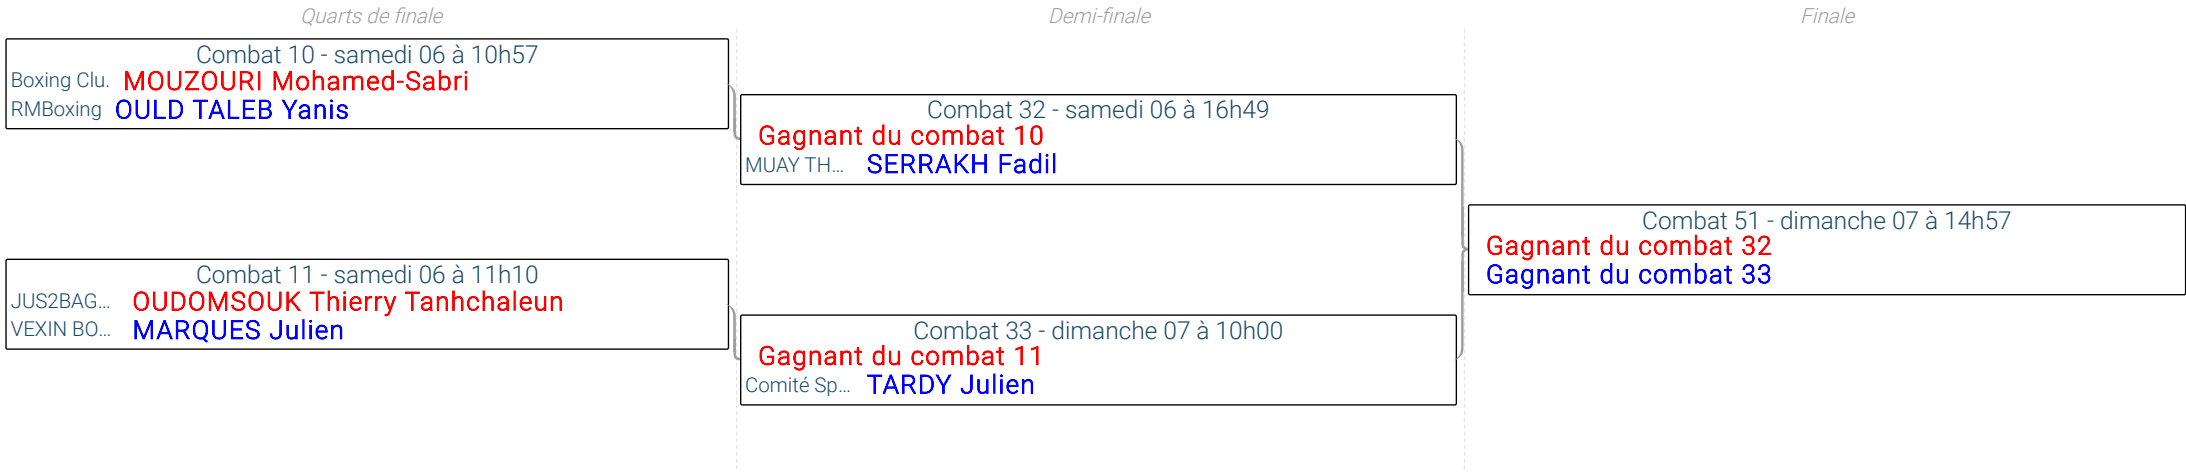 Quarts de finale
Demi-finale
Finale
Combat 10 - samedi 06 à 10h57
Boxing Clu. MOUZOURI Mohamed-Sabri
RMBoxing OULD TALEB Yanis
Combat 32 - samedi 06 à 16h49
Gagnant du combat 10
MUAY TH... SERRAKH Fadil
Combat 51 - dimanche 07 à 14h57
Gagnant du combat 32
Gagnant du combat 33
Combat 11 - samedi 06 à 11h10
JUS2BAG... OUDOMSOUK Thierry Tanhchaleun
VEXIN BO... MARQUES Julien
Combat 33 - dimanche 07 à 10h00
Gagnant du combat 11
Comité Sp... TARDY Julien